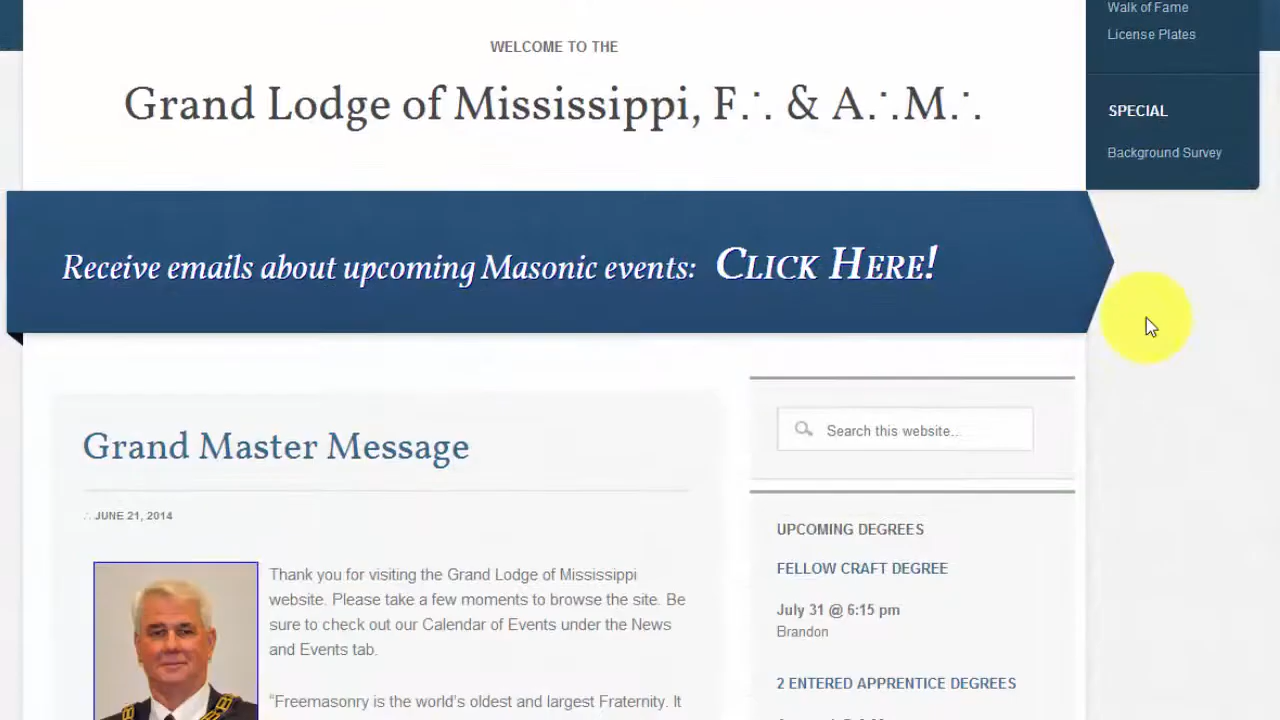 Walk of Fame
License Plates
SPECIAL
Background Survey
WELCOME TO THE
Grand Lodge of Mississippi, F∴ & A∴M∴
Receive emails about upcoming Masonic events: CLICK HERE!
Grand Master Message
∴ JUNE 21, 2014
Thank you for visiting the Grand Lodge of Mississippi
website. Please take a few moments to browse the site. Be
sure to check out our Calendar of Events under the News
and Events tab.
“Freemasonry is the world’s oldest and largest Fraternity. It
Search this website...
UPCOMING DEGREES
FELLOW CRAFT DEGREE
July 31 @ 6:15 pm
Brandon
2 ENTERED APPRENTICE DEGREES